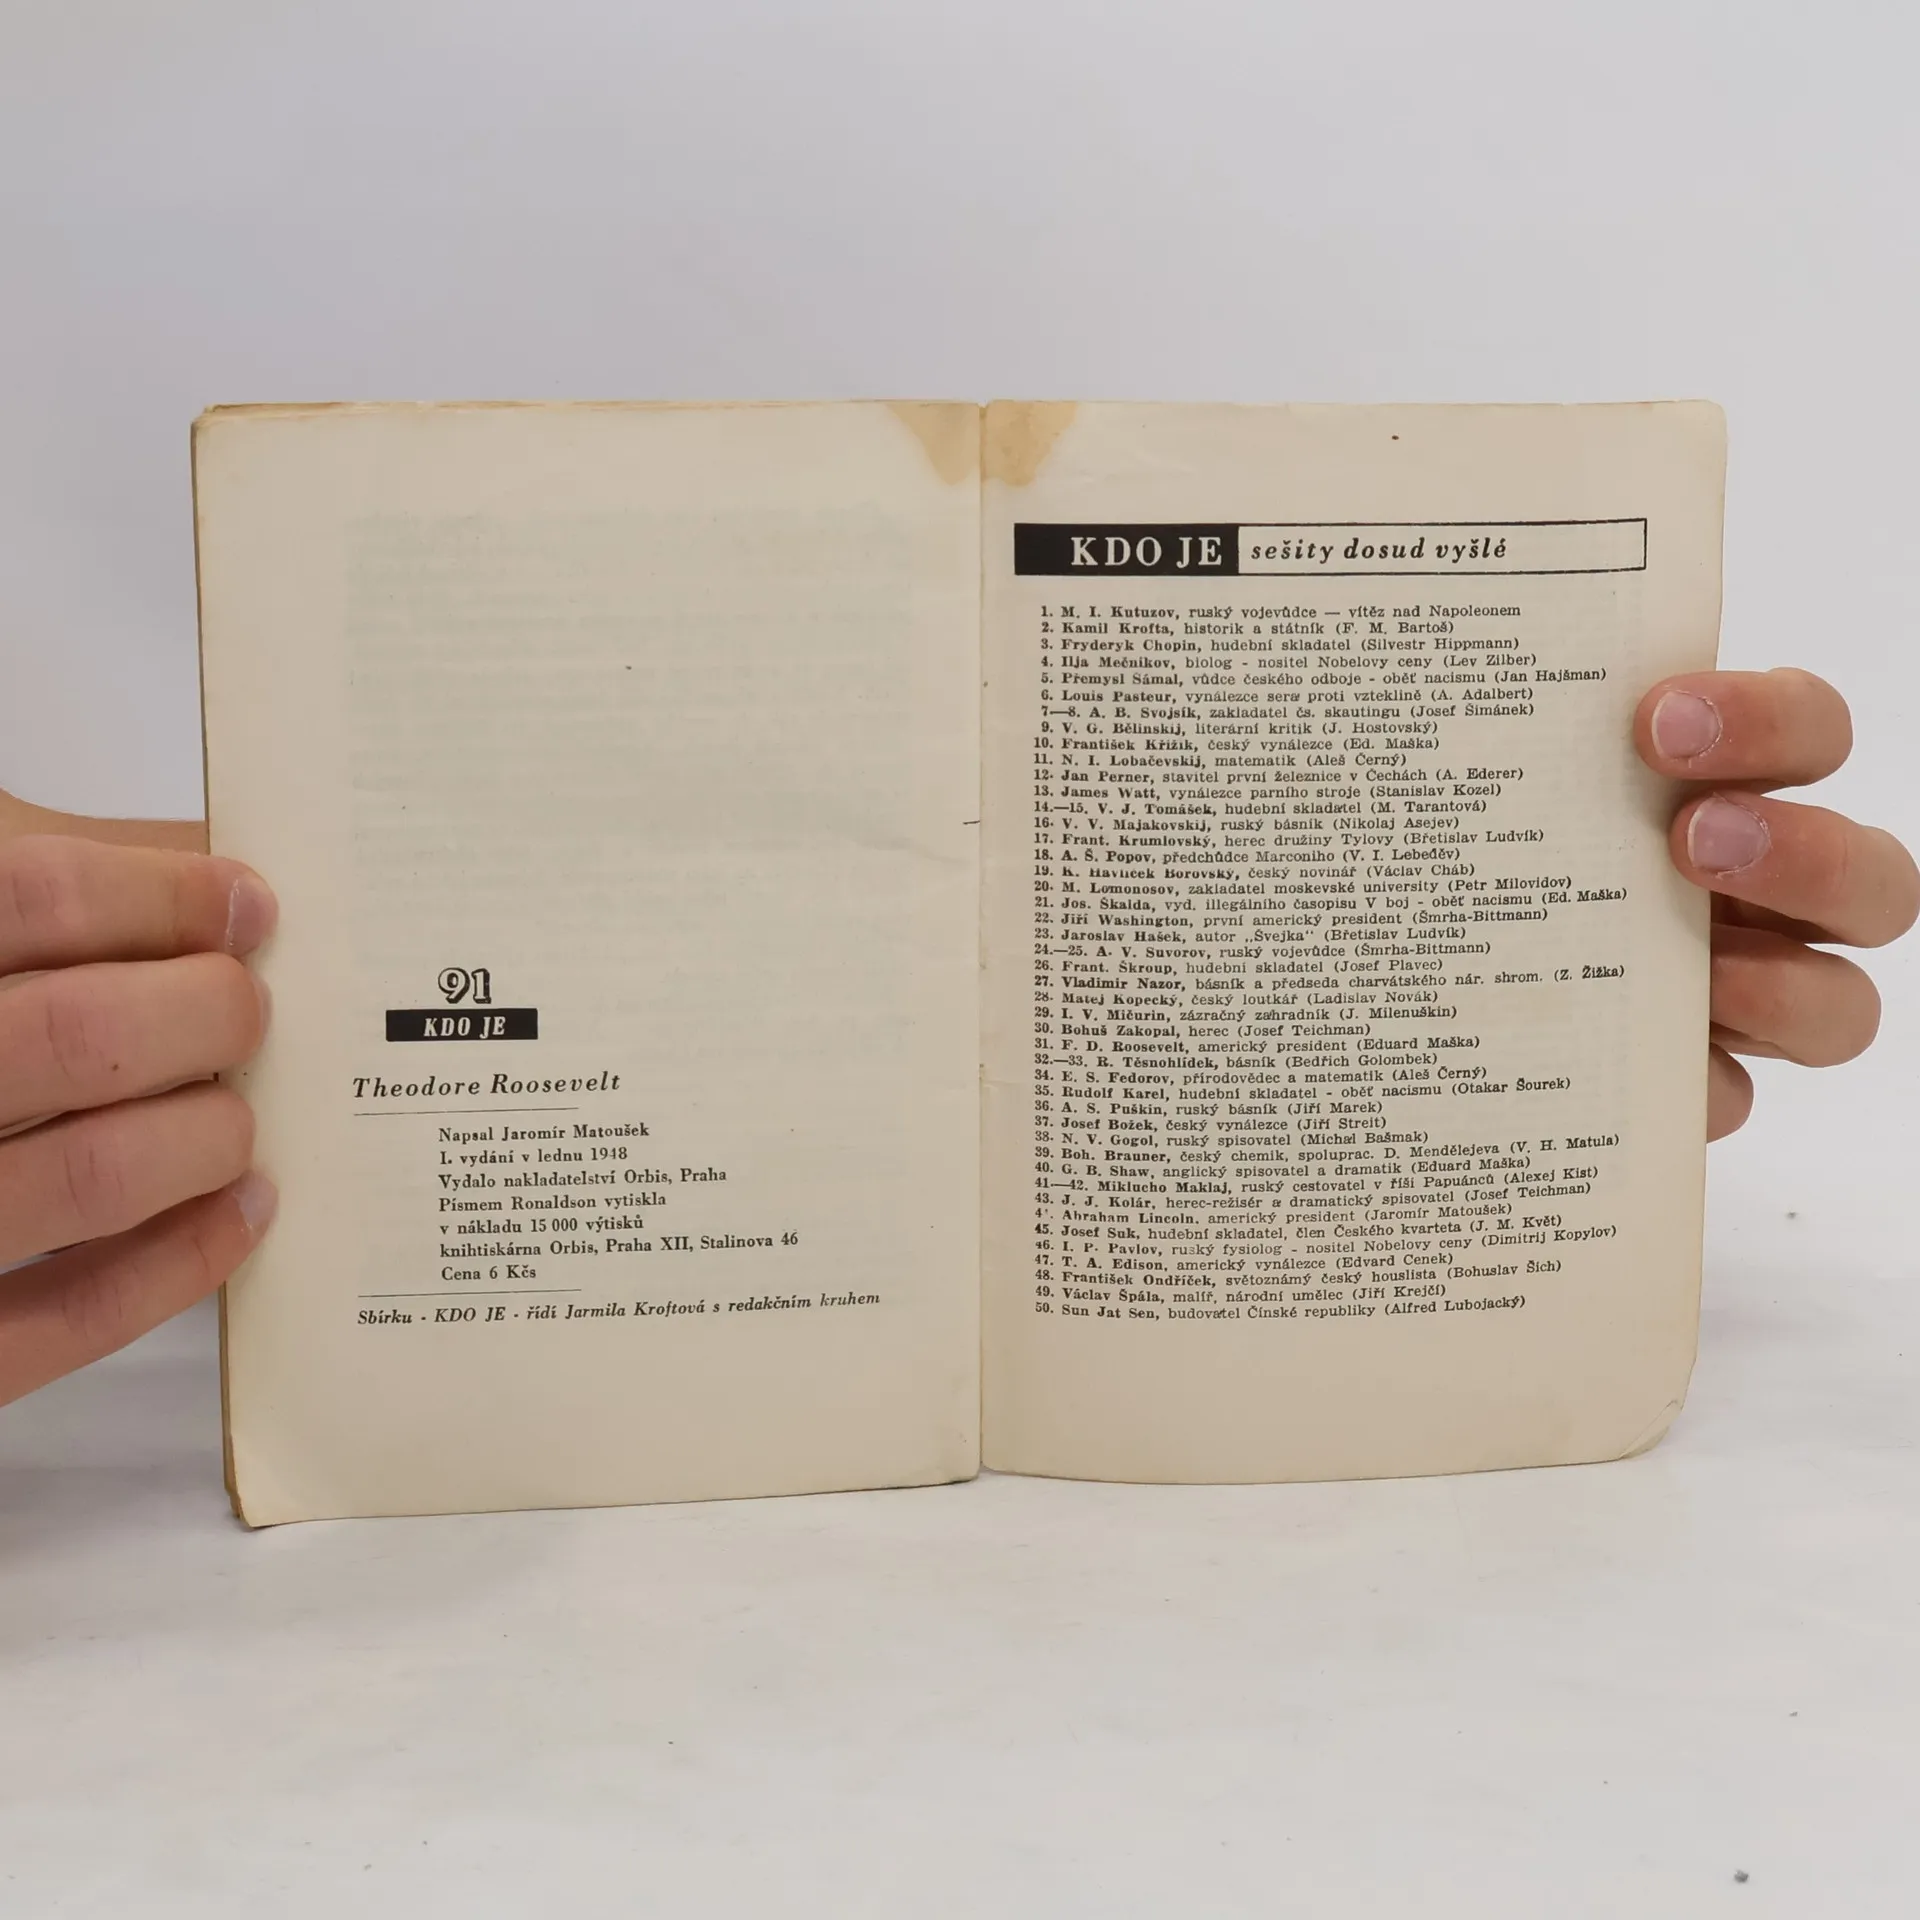 91
KDO JE
Theodore Roosevelt
Napsal Jaromír Matoušek
I. vydání v lednu 1948
Vydalo nakladatelství Orbis, Praha
Písmem Ronaldson vytiskla
v nákladu 15 000 výtisků
knihtiskárna Orbis, Praha XII, Stalinova 46
Cena 6 Kčs
Sbírku - KDO JE - řídí Jarmila Kroftová s redakčním kruhem
KDO JE sešity dosud vyšlé
1. M. I. Kutuzov, ruský vojevůdce — vítěz nad Napoleonem
2. Kamil Krofta, historik a státník (F. M. Bartoš)
3. Fryderyk Chopin, hudební skladatel (Silvestr Hippmann)
4. Ilja Mečnikov, biolog - nositel Nobelovy ceny (Lev Zilber)
5. Přemysl Šámal, vůdce českého odboje - oběť nacismu (Jan Hajšman)
6. Louis Pasteur, vynálezce sera proti vzteklině (A. Adalbert)
7—8. A. B. Svojsík, zakladatel čs. skautingu (Josef Šimánek)
9. V. G. Bělinskij, literární kritik (J. Hostovský)
10. František Křižík, český vynálezce (Ed. Maška)
11. N. I. Lobačevskij, matematik (Aleš Černý)
12. Jan Perner, stavitel první železnice v Čechách (A. Ederer)
13. James Watt, vynálezce parního stroje (Stanislav Kozel)
14.—15. V. J. Tomášek, hudební skladatel (M. Tarantová)
16. V. V. Majakovskij, ruský básník (Nikolaj Asejev)
17. Frant. Krumlovský, herec družiny Tylovy (Břetislav Ludvík)
18. A. Š. Popov, předchůdce Marconiho (V. I. Lebeděv)
19. K. Havlíček Borovský, český novinář (Václav Cháb)
20. M. Lomonosov, zakladatel moskevské university (Petr Milovidov)
21. Jos. Škalda, vyd. illegálního časopisu V boj - oběť nacismu (Ed. Maška)
22. Jiří Washington, první americký president (Šmrha-Bittmann)
23. Jaroslav Hašek, autor „Švejka“ (Břetislav Ludvík)
24.—25. A. V. Suvorov, ruský vojevůdce (Šmrha-Bittmann)
26. Frant. Škroup, hudební skladatel (Josef Plavec)
27. Vladimir Nazor, básník a předseda charvátského nár. shrom. (Z. Žižka)
28. Matej Kopecký, český loutkář (Ladislav Novák)
29. I. V. Mičurin, zázračný zahradník (J. Milenuškin)
30. Bohuš Zakopal, herec (Josef Teichman)
31. F. D. Roosevelt, americký president (Eduard Maška)
32.—33. R. Těsnohlídek, básník (Bedřich Golombek)
34. E. S. Fedorov, přírodovědec a matematik (Aleš Černý)
35. Rudolf Karel, hudební skladatel - oběť nacismu (Otakar Šourek)
36. A. S. Puškin, ruský básník (Jiří Marek)
37. Josef Božek, český vynálezce (Jiří Streit)
38. N. V. Gogol, ruský spisovatel (Michal Bašmak)
39. Boh. Brauner, český chemik, spoluprac. D. Mendělejeva (V. H. Matula)
40. G. B. Shaw, anglický spisovatel a dramatik (Eduard Maška)
41.—42. Miklucho Maklaj, ruský cestovatel v říši Papuánců (Alexej Kist)
43. J. J. Kolár, herec-režisér a dramatický spisovatel (Josef Teichman)
4'. Abraham Lincoln, americký president (Jaromír Matoušek)
45. Josef Suk, hudební skladatel, člen Českého kvarteta (J. M. Květ)
46. I. P. Pavlov, ruský fysiolog - nositel Nobelovy ceny (Dimitrij Kopylov)
47. T. A. Edison, americký vynálezce (Edvard Cenek)
48. František Ondříček, světoznámý český houslista (Bohuslav Šich)
49. Václav Špála, malíř, národní umělec (Jiří Krejčí)
50. Sun Jat Sen, budovatel Čínské republiky (Alfred Lubojacký)